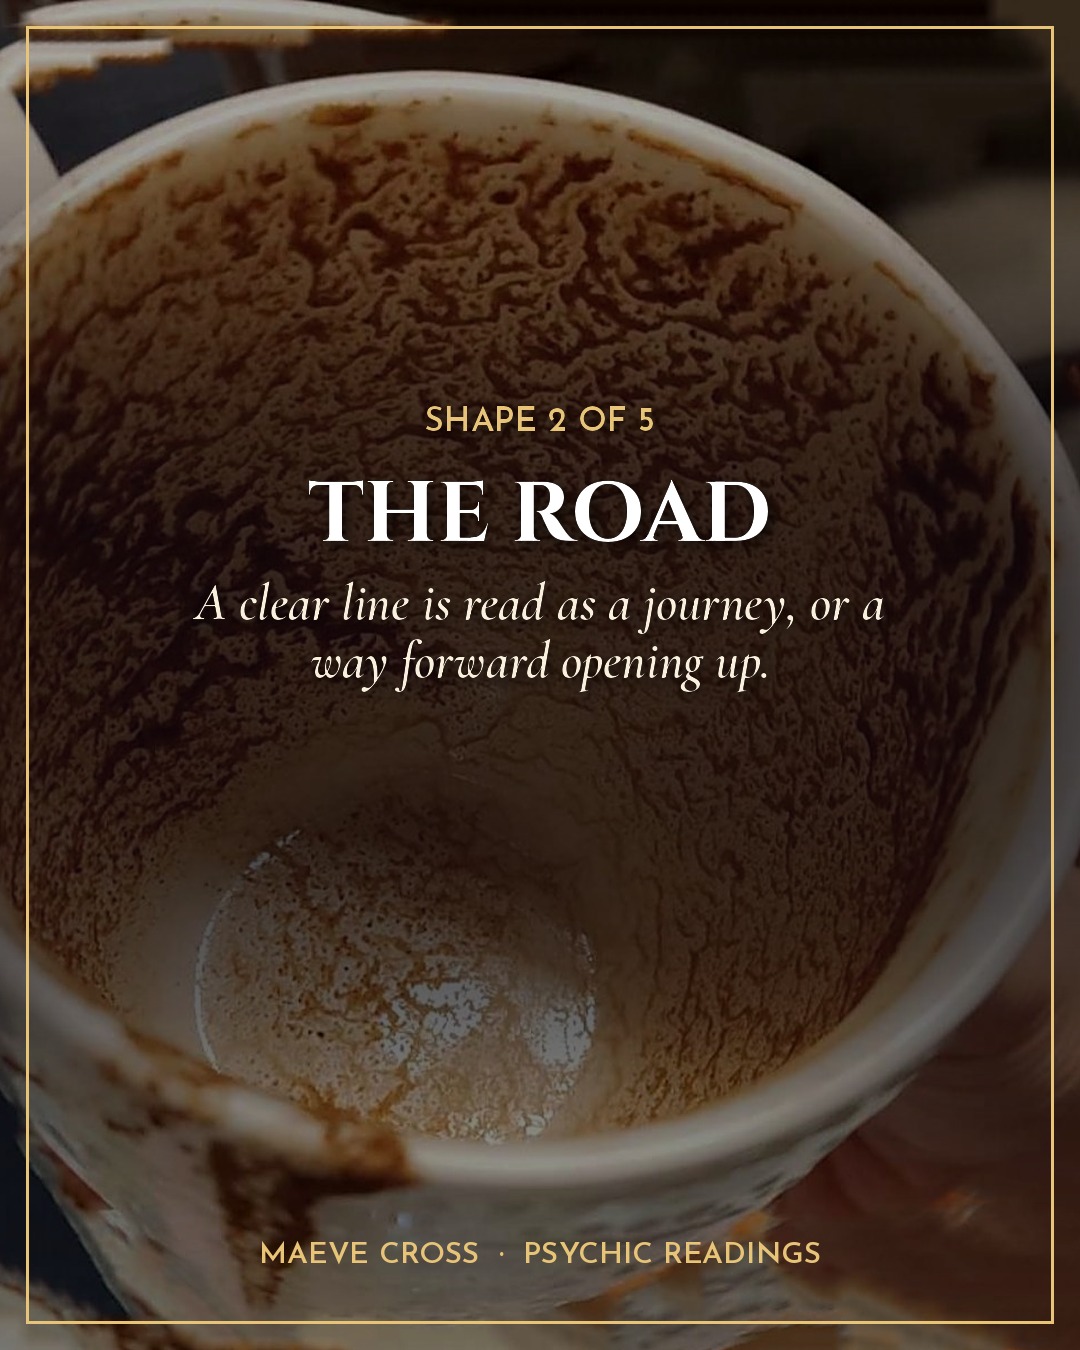 SHAPE 2 OF 5
THE ROAD
A clear line is read as a journey, or a
way forward opening up.
MAEVE CROSS · PSYCHIC READINGS